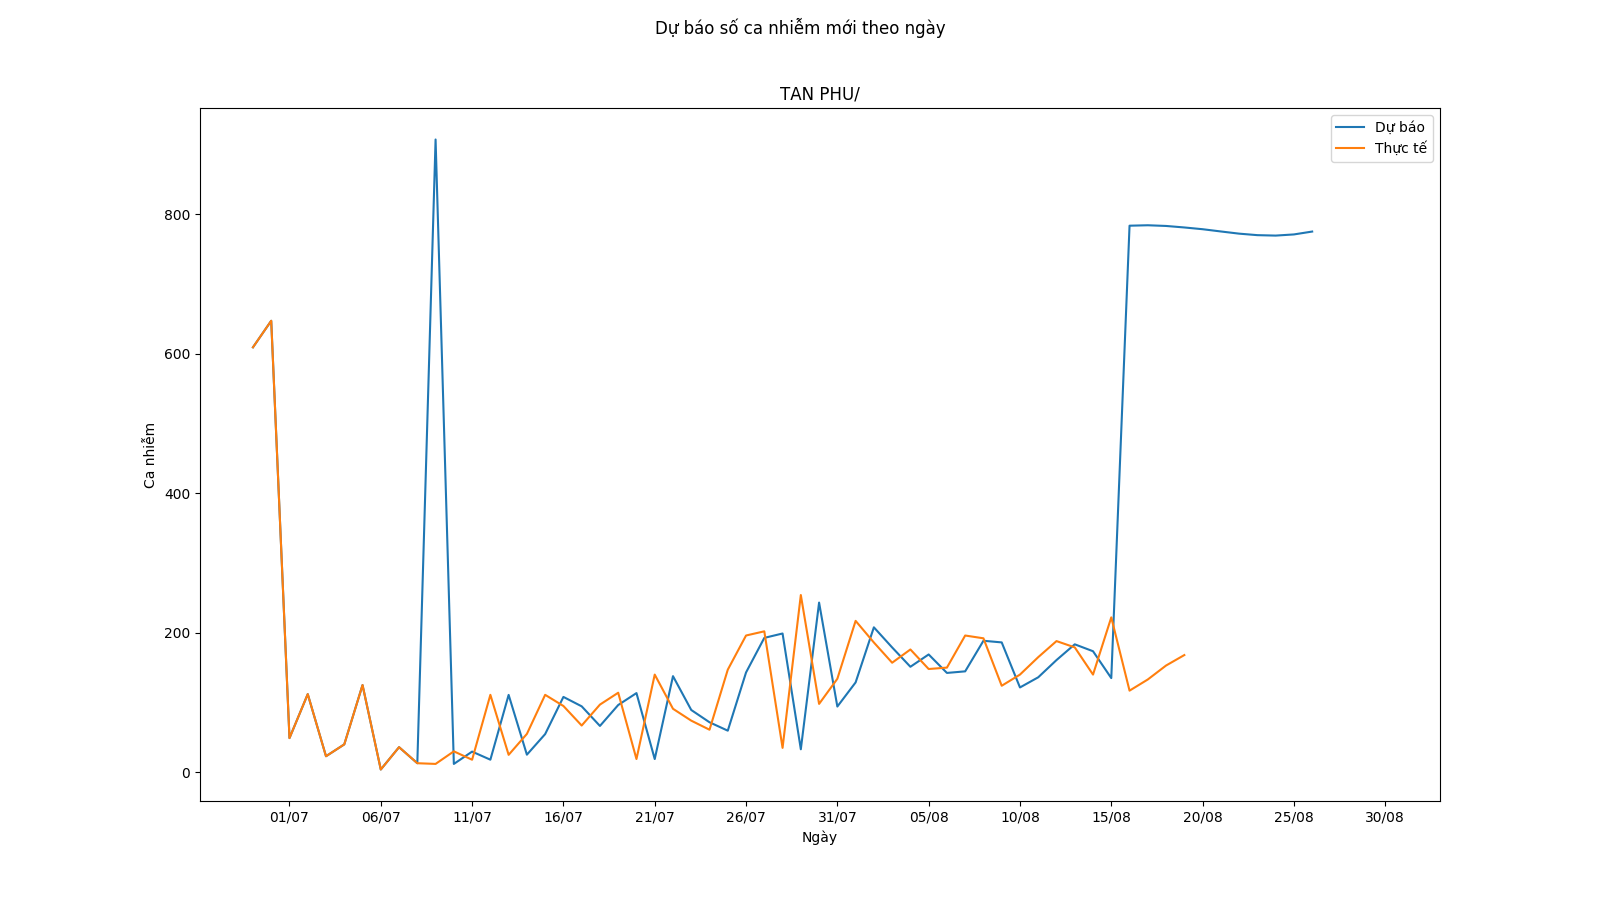 Dự báo số ca nhiễm mới theo ngày
TAN PHU/
Dự báo
Thực tế
800
600
400
200
0
Ca nhiễm
01/07 06/07 11/07 16/07 21/07 26/07 31/07 05/08 10/08 15/08 20/08 25/08 30/08
Ngày